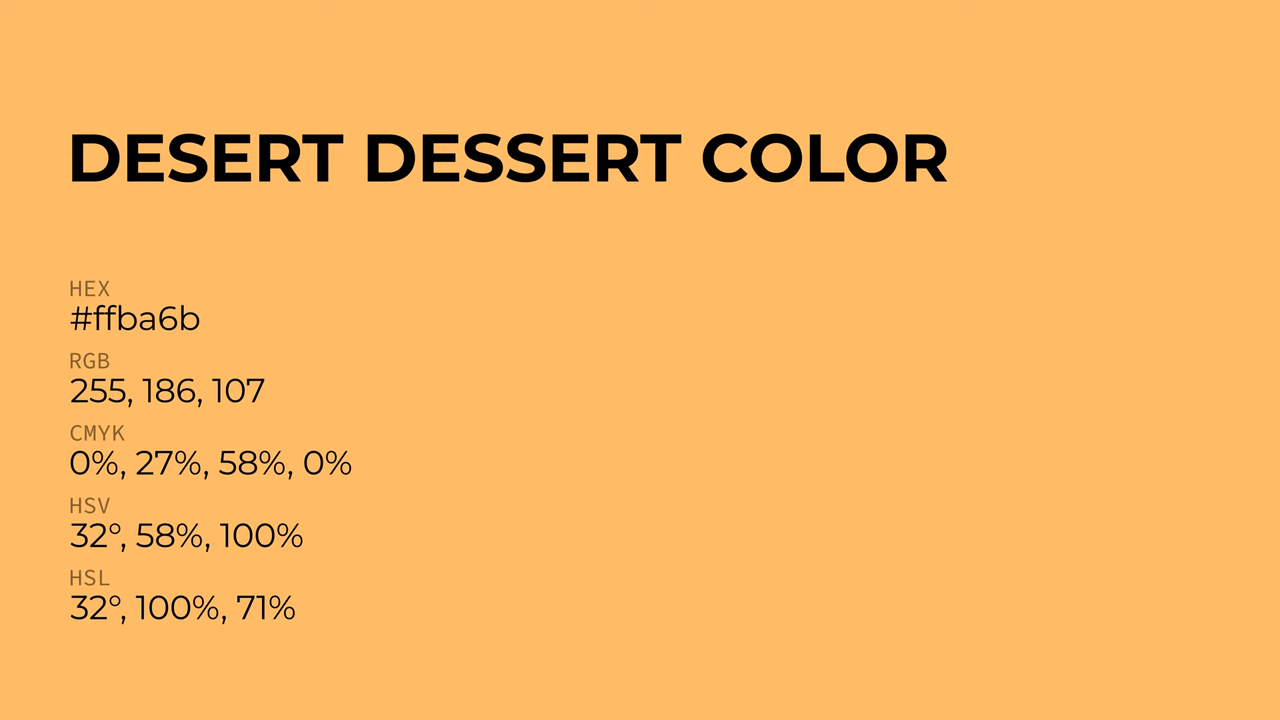 DESERT DESSERT COLOR
HEX
#ffba6b
RGB
255, 186, 107
CMYK
0%, 27%, 58%, 0%
HSV
32°, 58%, 100%
HSL
32°, 100%, 71%